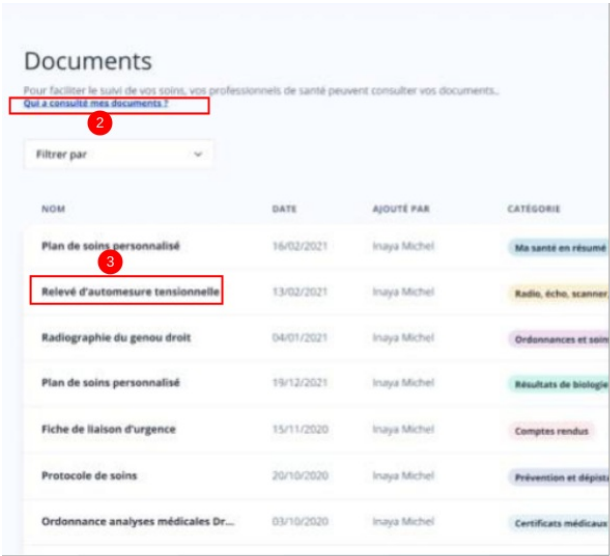 Documents
Pour faciliter le suivi de vos soins, vos professionnels de santé peuvent consulter vos documents..
Qui a consulté mes documents ?
2
Filtrer par
NOM DATE AJOUTÉ PAR CATÉGORIE
Plan de soins personnalisé 16/02/2021 Inaya Michel Ma santé en résumé
3
Relevé d'automesure tensionnelle 13/02/2021 Inaya Michel Radio, écho, scanner,
Radiographie du genou droit 04/01/2021 Inaya Michel Ordonnances et soin
Plan de soins personnalisé 19/12/2021 Inaya Michel Résultats de biologie
Fiche de liaison d'urgence 15/11/2020 Inaya Michel Comptes rendus
Protocole de soins 20/10/2020 Inaya Michel Prévention et dépista
Ordonnance analyses médicales Dr... 03/10/2020 Inaya Michel Certificats médicaux